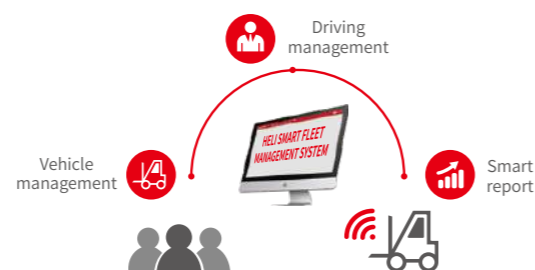 Driving
management
HELI SMART FLEET
MANAGEMENT SYSTEM
Vehicle
management
Smart
report